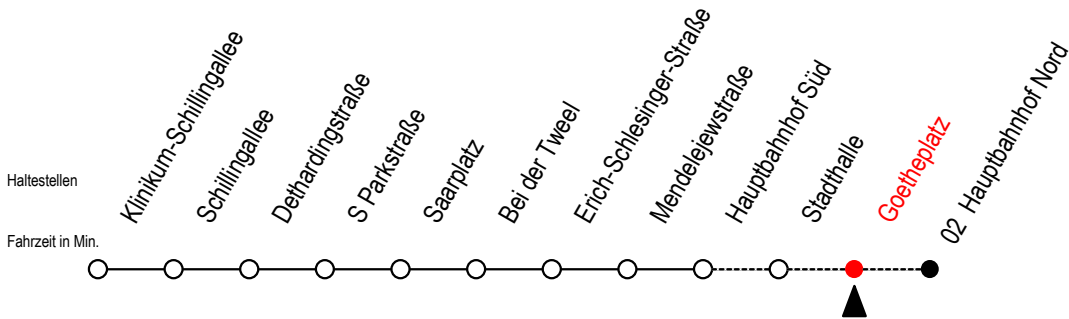 Haltestellen
Fahrzeit in Min.
Klinikum-Schillingallee
Schillingallee
Dethardingstraße
S Parkstraße
Saarplatz
Bei der Tweel
Erich-Schlesinger-Straße
Mendelejewstraße
Hauptbahnhof Süd
Stadthalle
Goetheplatz
02 Hauptbahnhof Nord